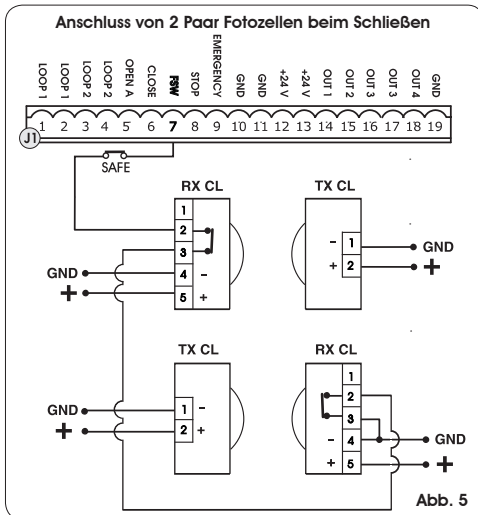 Anschluss von 2 Paar Fotozellen beim Schließen
LOOP 1 LOOP 1 LOOP 2 LOOP 2 OPEN A CLOSE FSW STOP EMERGENCY GND GND +24 V +24 V OUT 1 OUT 2 OUT 3 OUT 3 OUT 4 GND
1 2 3 4 5 6 7 8 9 10 11 12 13 14 15 16 17 18 19
J1
SAFE
RX CL TX CL
1
2
3
4 -
5 +
GND
+
- 1 GND
+ 2 +
TX CL RX CL
GND 1 -
+ 2 +
1
2
3
- 4 GND
+ 5 +
Abb. 5